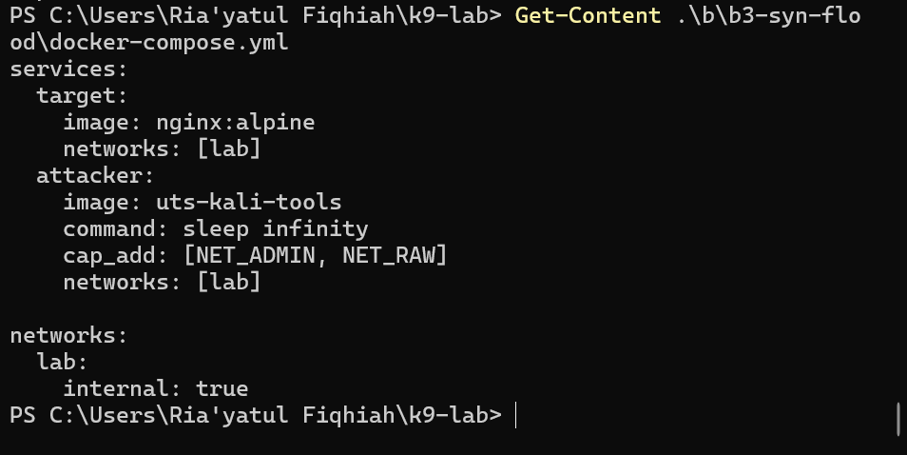 PS C:\Users\Ria'yatul Fiqhiah\k9-lab> Get-Content .\b\b3-syn-flo
od\docker-compose.yml
services:
  target:
    image: nginx:alpine
    networks: [lab]
  attacker:
    image: uts-kali-tools
    command: sleep infinity
    cap_add: [NET_ADMIN, NET_RAW]
    networks: [lab]

networks:
  lab:
    internal: true
PS C:\Users\Ria'yatul Fiqhiah\k9-lab>